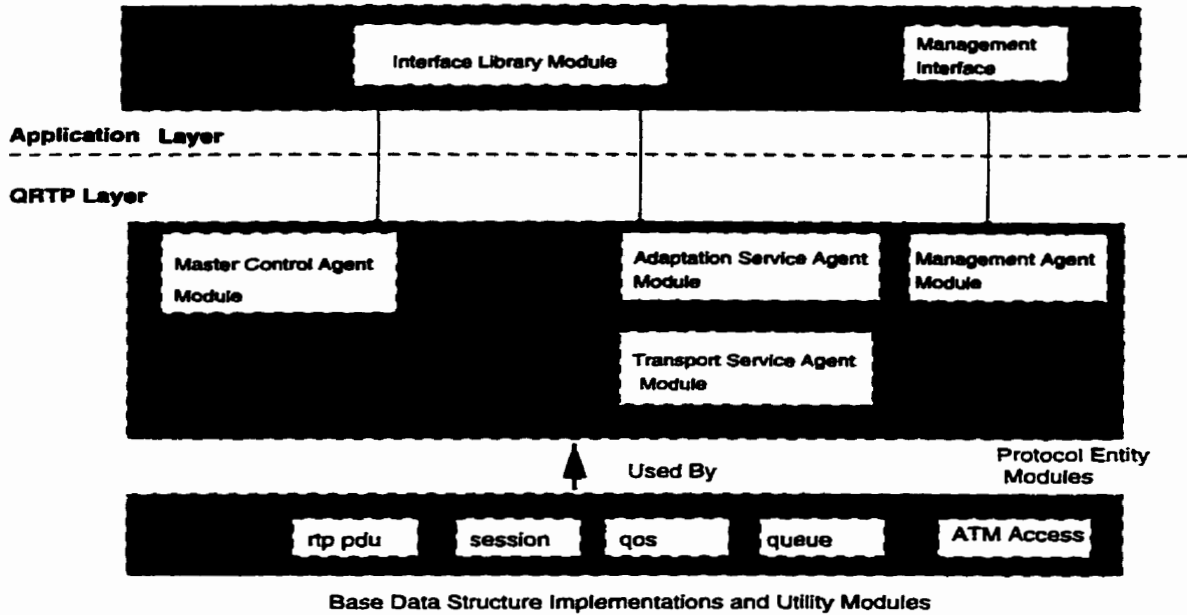 Interface Library Module
Management
Interface
Application Layer
QRTP Layer
Master Control Agent
Module
Adaptation Service Agent
Module
Management Agent
Module
Transport Service Agent
Module
Used By
Protocol Entity
Modules
rtp pdu
session
qos
queue
ATM Access
Base Data Structure Implementations and Utility Modules